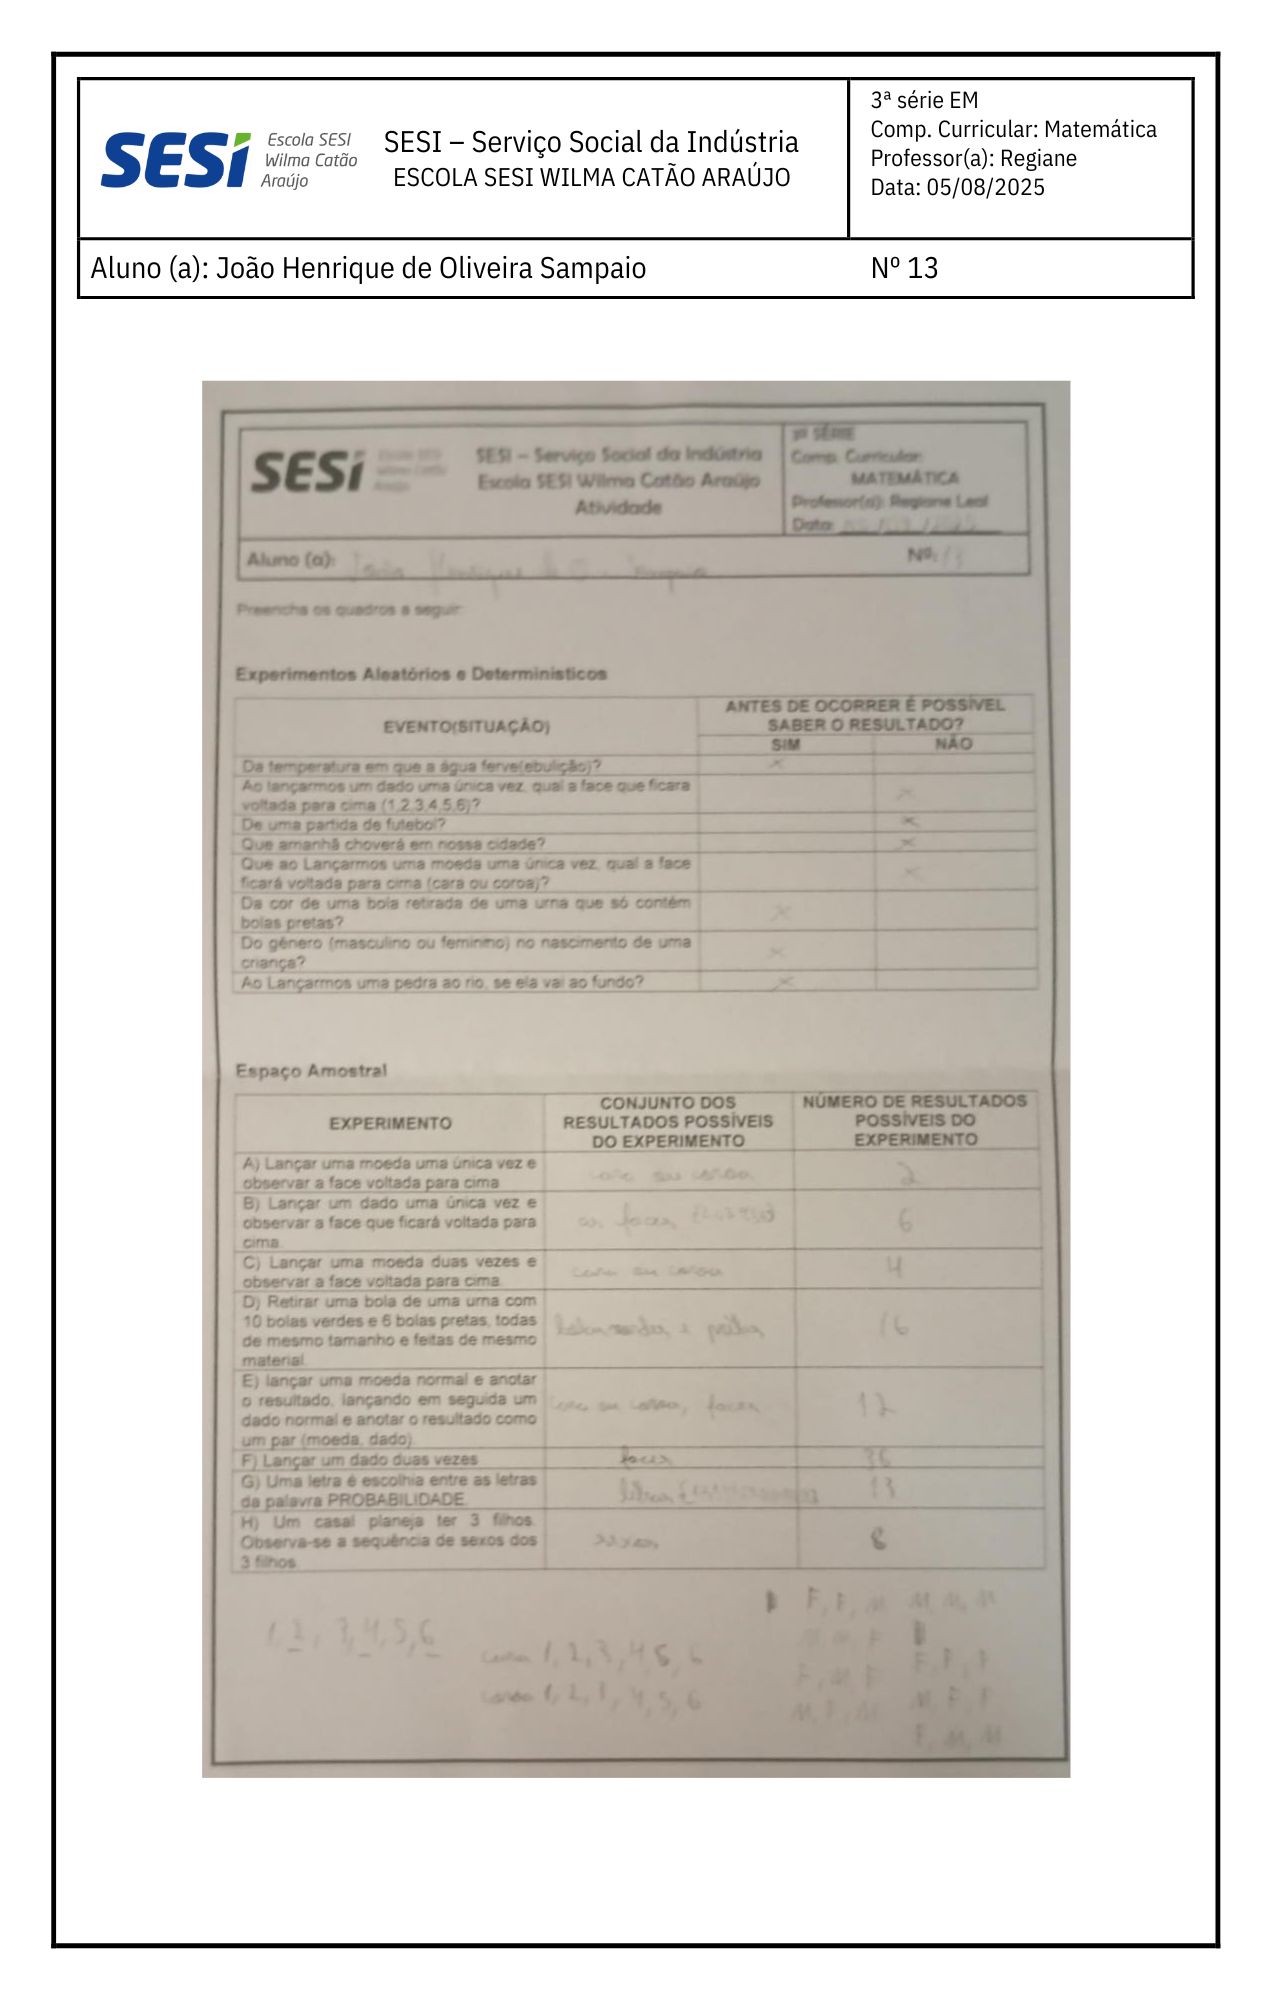 SESI
Escola SESI
Wilma Catão
Araújo
SESI – Serviço Social da Indústria
ESCOLA SESI WILMA CATÃO ARAÚJO
3ª série EM
Comp. Curricular: Matemática
Professor(a): Regiane
Data: 05/08/2025
Aluno (a): João Henrique de Oliveira Sampaio
Nº 13
SESI
SESI – Serviço Social da Indústria
Escola SESI Wilma Catão Araújo
Atividade
3ª SÉRIE
Comp. Curricular:
MATEMÁTICA
Professor(a): Regiane Leal
Data:
Aluno (a):
Nº: 13
Preencha os quadros a seguir:
Experimentos Aleatórios e Determinísticos
EVENTO(SITUAÇÃO)
ANTES DE OCORRER É POSSÍVEL
SABER O RESULTADO?
SIM
NÃO
Da temperatura em que a água ferve(ebulição)?
x
Ao lançarmos um dado uma única vez, qual a face que ficara
voltada para cima (1,2,3,4,5,6)?
x
De uma partida de futebol?
x
Que amanhã choverá em nossa cidade?
x
Que ao Lançarmos uma moeda uma única vez, qual a face
ficará voltada para cima (cara ou coroa)?
x
Da cor de uma bola retirada de uma urna que só contém
bolas pretas?
x
Do gênero (masculino ou feminino) no nascimento de uma
criança?
x
Ao Lançarmos uma pedra ao rio, se ela vai ao fundo?
x
Espaço Amostral
EXPERIMENTO
CONJUNTO DOS
RESULTADOS POSSÍVEIS
DO EXPERIMENTO
NÚMERO DE RESULTADOS
POSSÍVEIS DO
EXPERIMENTO
A) Lançar uma moeda uma única vez e
observar a face voltada para cima
cara ou coroa
2
B) Lançar um dado uma única vez e
observar a face que ficará voltada para
cima.
as faces
6
C) Lançar uma moeda duas vezes e
observar a face voltada para cima.
cara ou coroa
4
D) Retirar uma bola de uma urna com
10 bolas verdes e 6 bolas pretas, todas
de mesmo tamanho e feitas de mesmo
material.
bolas verdes e pretas
16
E) lançar uma moeda normal e anotar
o resultado, lançando em seguida um
dado normal e anotar o resultado como
um par (moeda, dado).
cara ou coroa, faces
12
F) Lançar um dado duas vezes
faces
36
G) Uma letra é escolhia entre as letras
da palavra PROBABILIDADE.
letras
13
H) Um casal planeja ter 3 filhos.
Observa-se a sequência de sexos dos
3 filhos.
sexos
8
1, 2, 3, 4, 5, 6
cara 1, 2, 3, 4, 5, 6
coroa 1, 2, 3, 4, 5, 6
F, F, M
M, M, M
M M F
F, F, F
F, M F
M, F, M
M, F, F
F, M, M